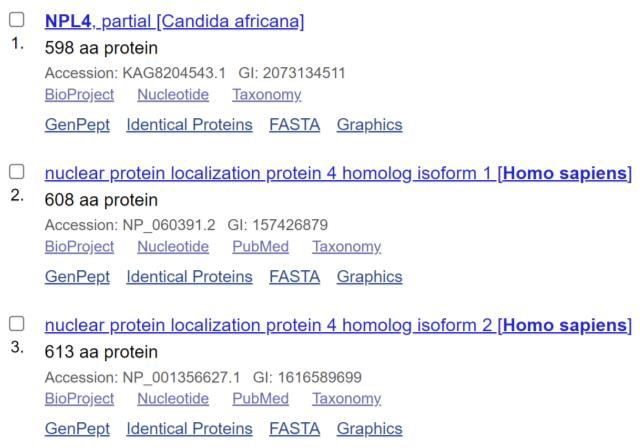 NPL4, partial [Candida africana]
1. 598 aa protein
Accession: KAG8204543.1 GI: 2073134511
BioProject Nucleotide Taxonomy
GenPept Identical Proteins FASTA Graphics
nuclear protein localization protein 4 homolog isoform 1 [Homo sapiens]
2. 608 aa protein
Accession: NP_060391.2 GI: 157426879
BioProject Nucleotide PubMed Taxonomy
GenPept Identical Proteins FASTA Graphics
nuclear protein localization protein 4 homolog isoform 2 [Homo sapiens]
3. 613 aa protein
Accession: NP_001356627.1 GI: 1616589699
BioProject Nucleotide PubMed Taxonomy
GenPept Identical Proteins FASTA Graphics